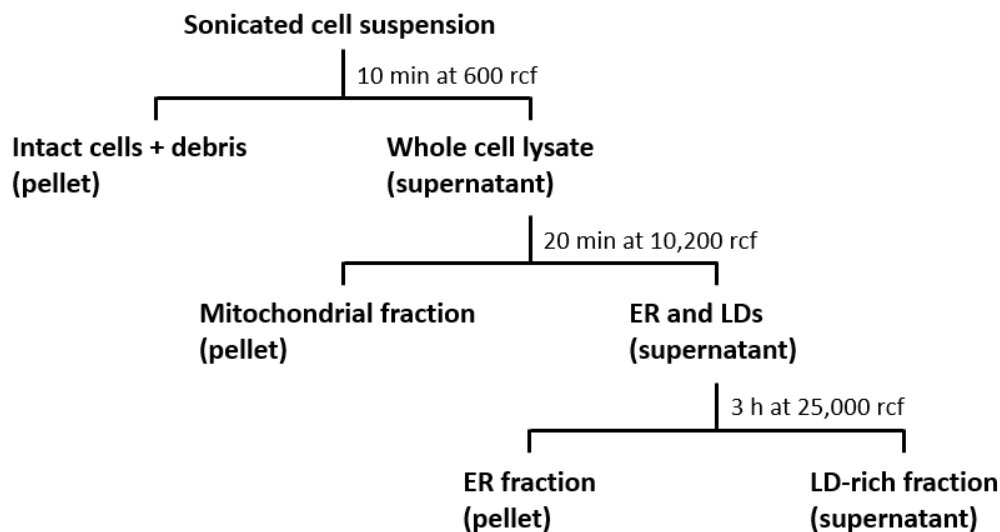 Sonicated cell suspension
10 min at 600 rcf
Intact cells + debris
(pellet)
Whole cell lysate
(supernatant)
20 min at 10,200 rcf
Mitochondrial fraction
(pellet)
ER and LDs
(supernatant)
3 h at 25,000 rcf
ER fraction
(pellet)
LD-rich fraction
(supernatant)